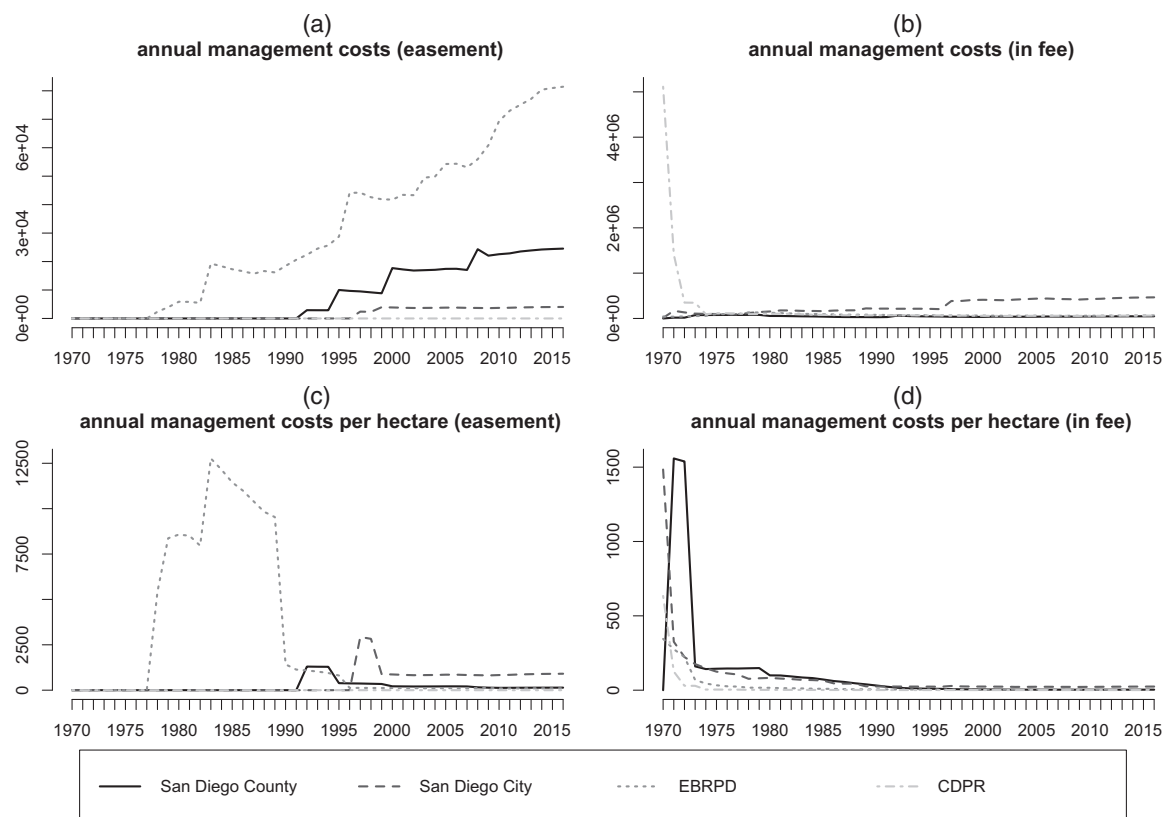 (a)
annual management costs (easement)
0e+00 3e+04 6e+04
1970 1975 1980 1985 1990 1995 2000 2005 2010 2015
(b)
annual management costs (in fee)
0e+00 2e+06 4e+06
1970 1975 1980 1985 1990 1995 2000 2005 2010 2015
(c)
annual management costs per hectare (easement)
0 2500 7500 12500
1970 1975 1980 1985 1990 1995 2000 2005 2010 2015
(d)
annual management costs per hectare (in fee)
0 500 1000 1500
1970 1975 1980 1985 1990 1995 2000 2005 2010 2015
San Diego County San Diego City EBRPD CDPR